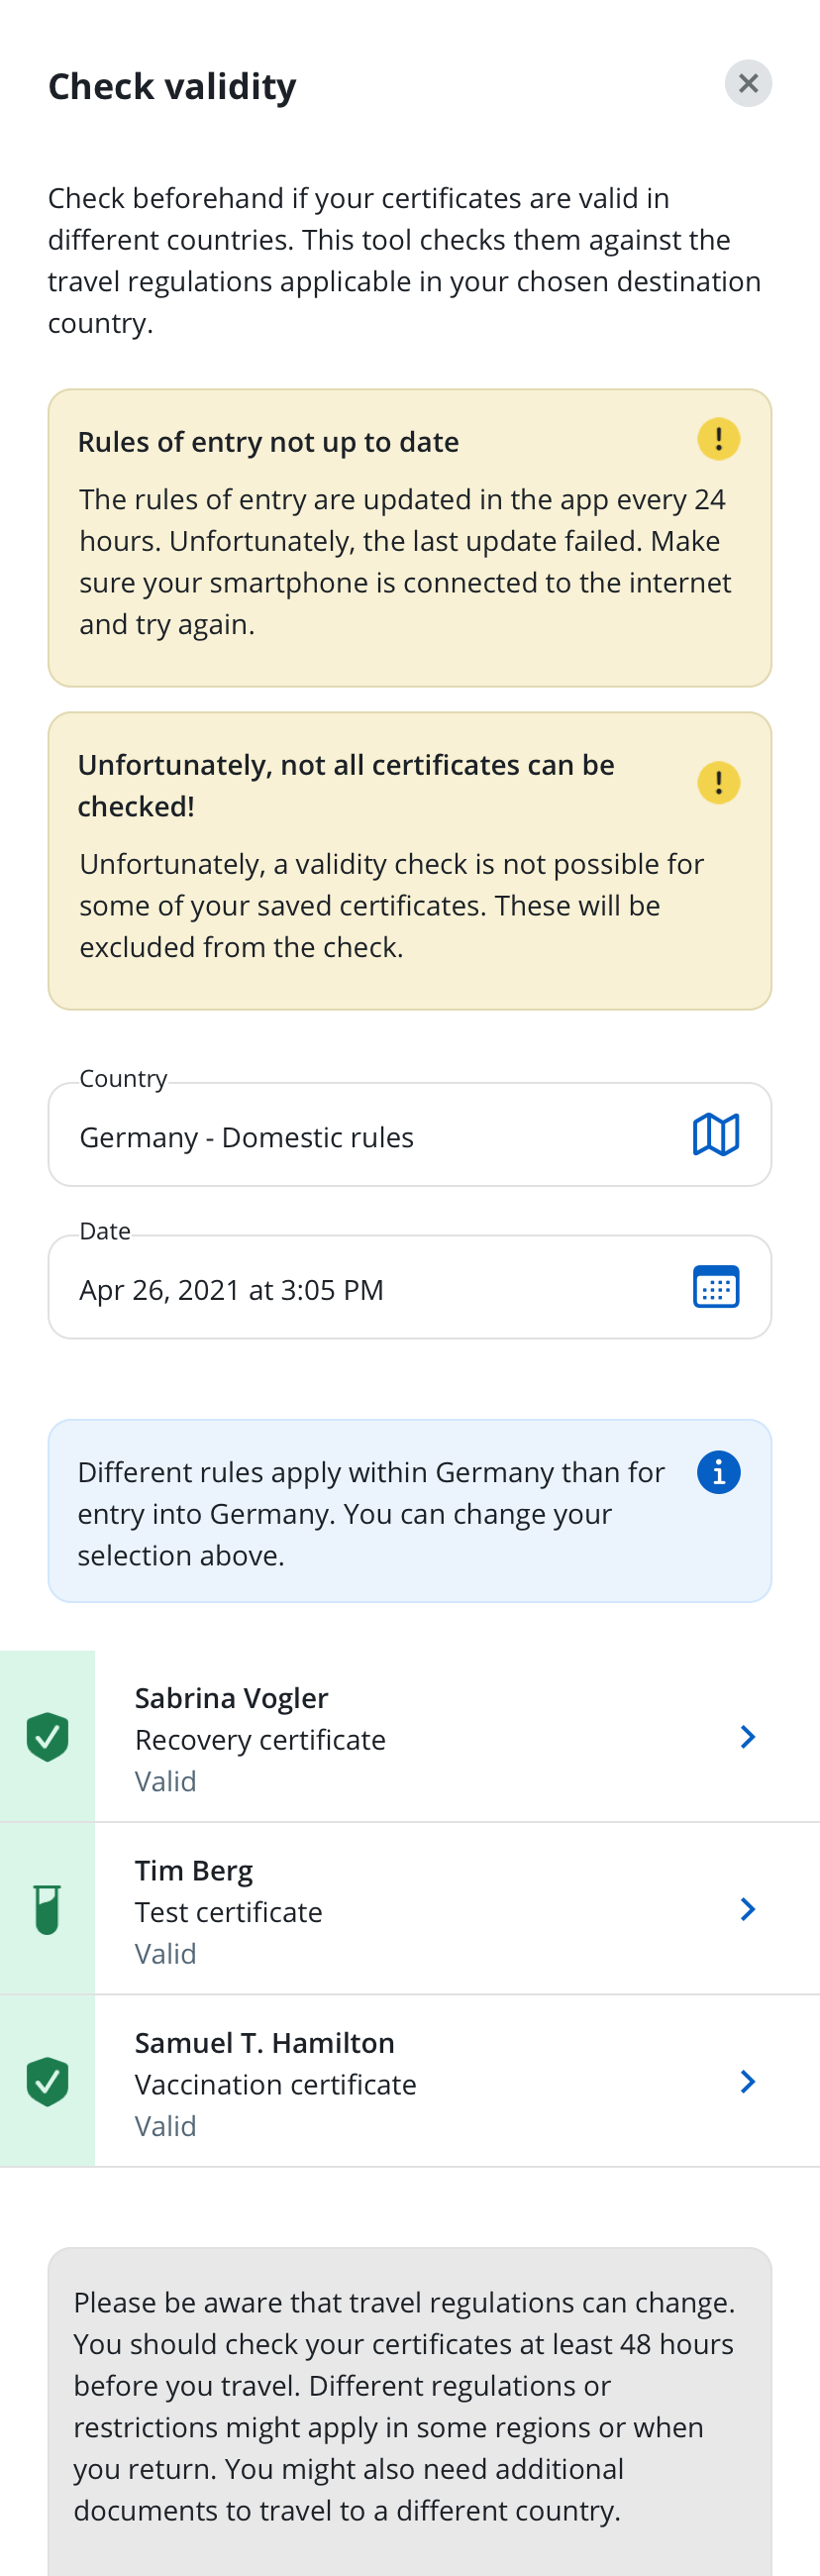 Check validity
Check beforehand if your certificates are valid in
different countries. This tool checks them against the
travel regulations applicable in your chosen destination
country.
Rules of entry not up to date
The rules of entry are updated in the app every 24
hours. Unfortunately, the last update failed. Make
sure your smartphone is connected to the internet
and try again.
Unfortunately, not all certificates can be
checked!
Unfortunately, a validity check is not possible for
some of your saved certificates. These will be
excluded from the check.
Country
Germany - Domestic rules
Date
Apr 26, 2021 at 3:05 PM
Different rules apply within Germany than for
entry into Germany. You can change your
selection above.
Sabrina Vogler
Recovery certificate
Valid
Tim Berg
Test certificate
Valid
Samuel T. Hamilton
Vaccination certificate
Valid
Please be aware that travel regulations can change.
You should check your certificates at least 48 hours
before you travel. Different regulations or
restrictions might apply in some regions or when
you return. You might also need additional
documents to travel to a different country.